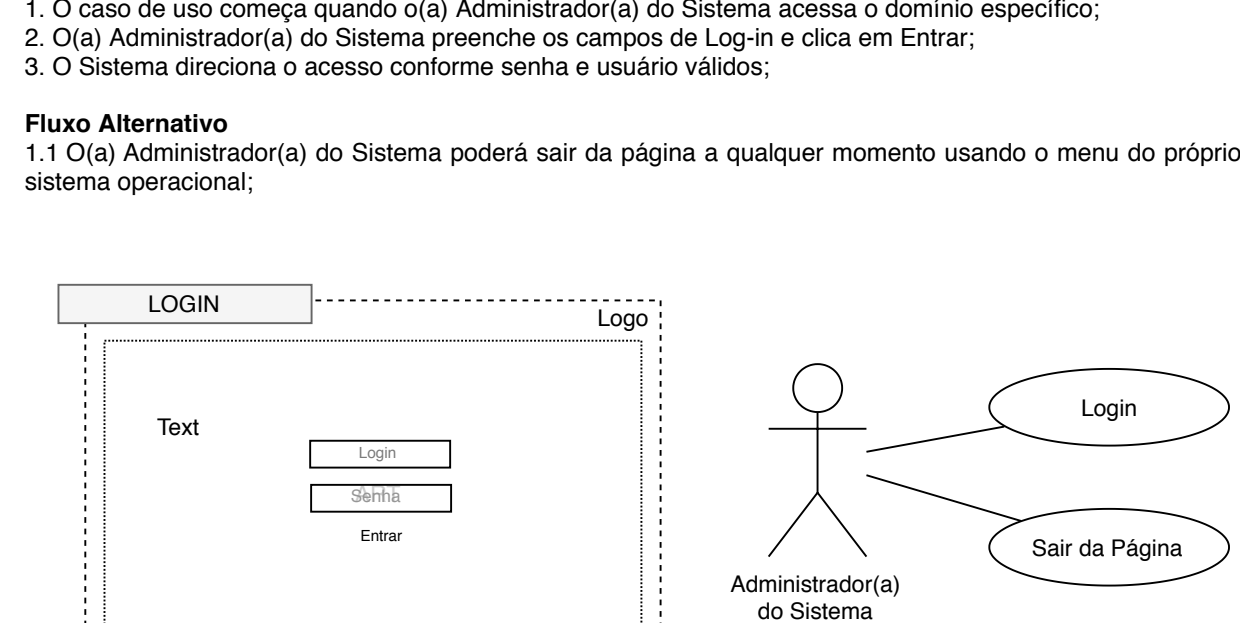 1. O caso de uso começa quando o(a) Administrador(a) do Sistema acessa o domínio específico;
2. O(a) Administrador(a) do Sistema preenche os campos de Log-in e clica em Entrar;
3. O Sistema direciona o acesso conforme senha e usuário válidos;
Fluxo Alternativo
1.1 O(a) Administrador(a) do Sistema poderá sair da página a qualquer momento usando o menu do próprio
sistema operacional;
LOGIN
Logo
Text
Login
Senha
Entrar
Administrador(a)
do Sistema
Login
Sair da Página